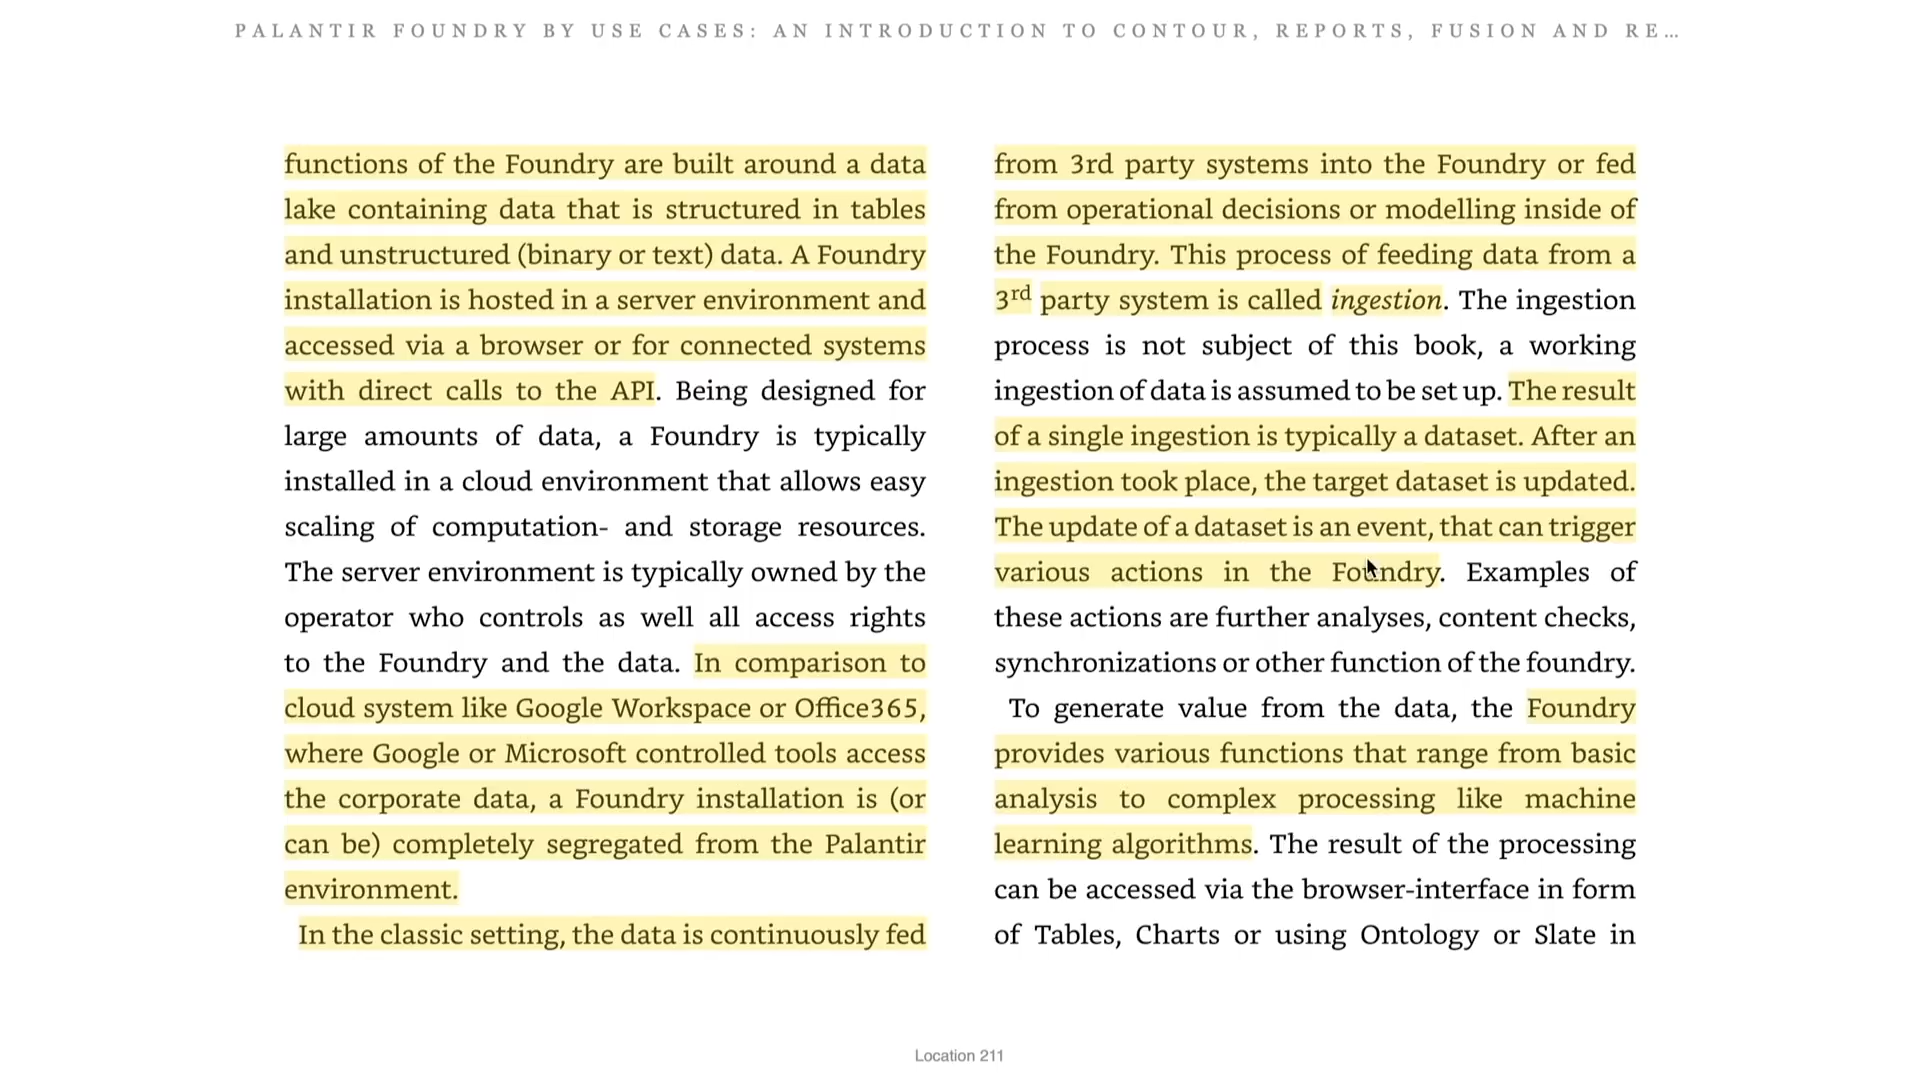 PALANTIR FOUNDRY BY USE CASES: AN INTRODUCTION TO CONTOUR, REPORTS, FUSION AND RE...
functions of the Foundry are built around a data
lake containing data that is structured in tables
and unstructured (binary or text) data. A Foundry
installation is hosted in a server environment and
accessed via a browser or for connected systems
with direct calls to the API. Being designed for
large amounts of data, a Foundry is typically
installed in a cloud environment that allows easy
scaling of computation- and storage resources.
The server environment is typically owned by the
operator who controls as well all access rights
to the Foundry and the data. In comparison to
cloud system like Google Workspace or Office365,
where Google or Microsoft controlled tools access
the corporate data, a Foundry installation is (or
can be) completely segregated from the Palantir
environment.
In the classic setting, the data is continuously fed
from 3rd party systems into the Foundry or fed
from operational decisions or modelling inside of
the Foundry. This process of feeding data from a
3rd party system is called ingestion. The ingestion
process is not subject of this book, a working
ingestion of data is assumed to be set up. The result
of a single ingestion is typically a dataset. After an
ingestion took place, the target dataset is updated.
The update of a dataset is an event, that can trigger
various actions in the Foundry. Examples of
these actions are further analyses, content checks,
synchronizations or other function of the foundry.
To generate value from the data, the Foundry
provides various functions that range from basic
analysis to complex processing like machine
learning algorithms. The result of the processing
can be accessed via the browser-interface in form
of Tables, Charts or using Ontology or Slate in
Location 211